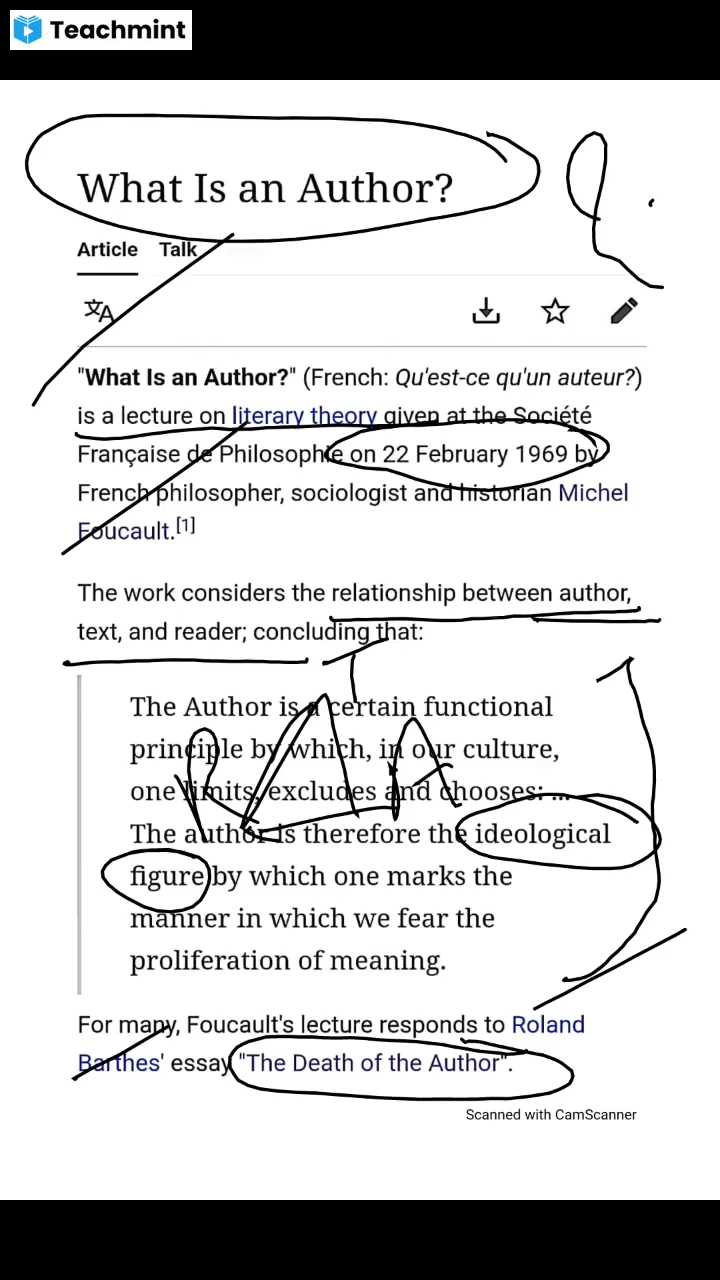 Teachmint
What Is an Author?
Article Talk
"What Is an Author?" (French: Qu'est-ce qu'un auteur?)
is a lecture on literary theory given at the Société
Française de Philosophie on 22 February 1969 by
French philosopher, sociologist and historian Michel
Foucault.[1]
The work considers the relationship between author,
text, and reader; concluding that:
The Author is a certain functional
principle by which, in our culture,
one limits, excludes and chooses: ...
The author is therefore the ideological
figure by which one marks the
manner in which we fear the
proliferation of meaning.
For many, Foucault's lecture responds to Roland
Barthes' essay "The Death of the Author".
Scanned with CamScanner